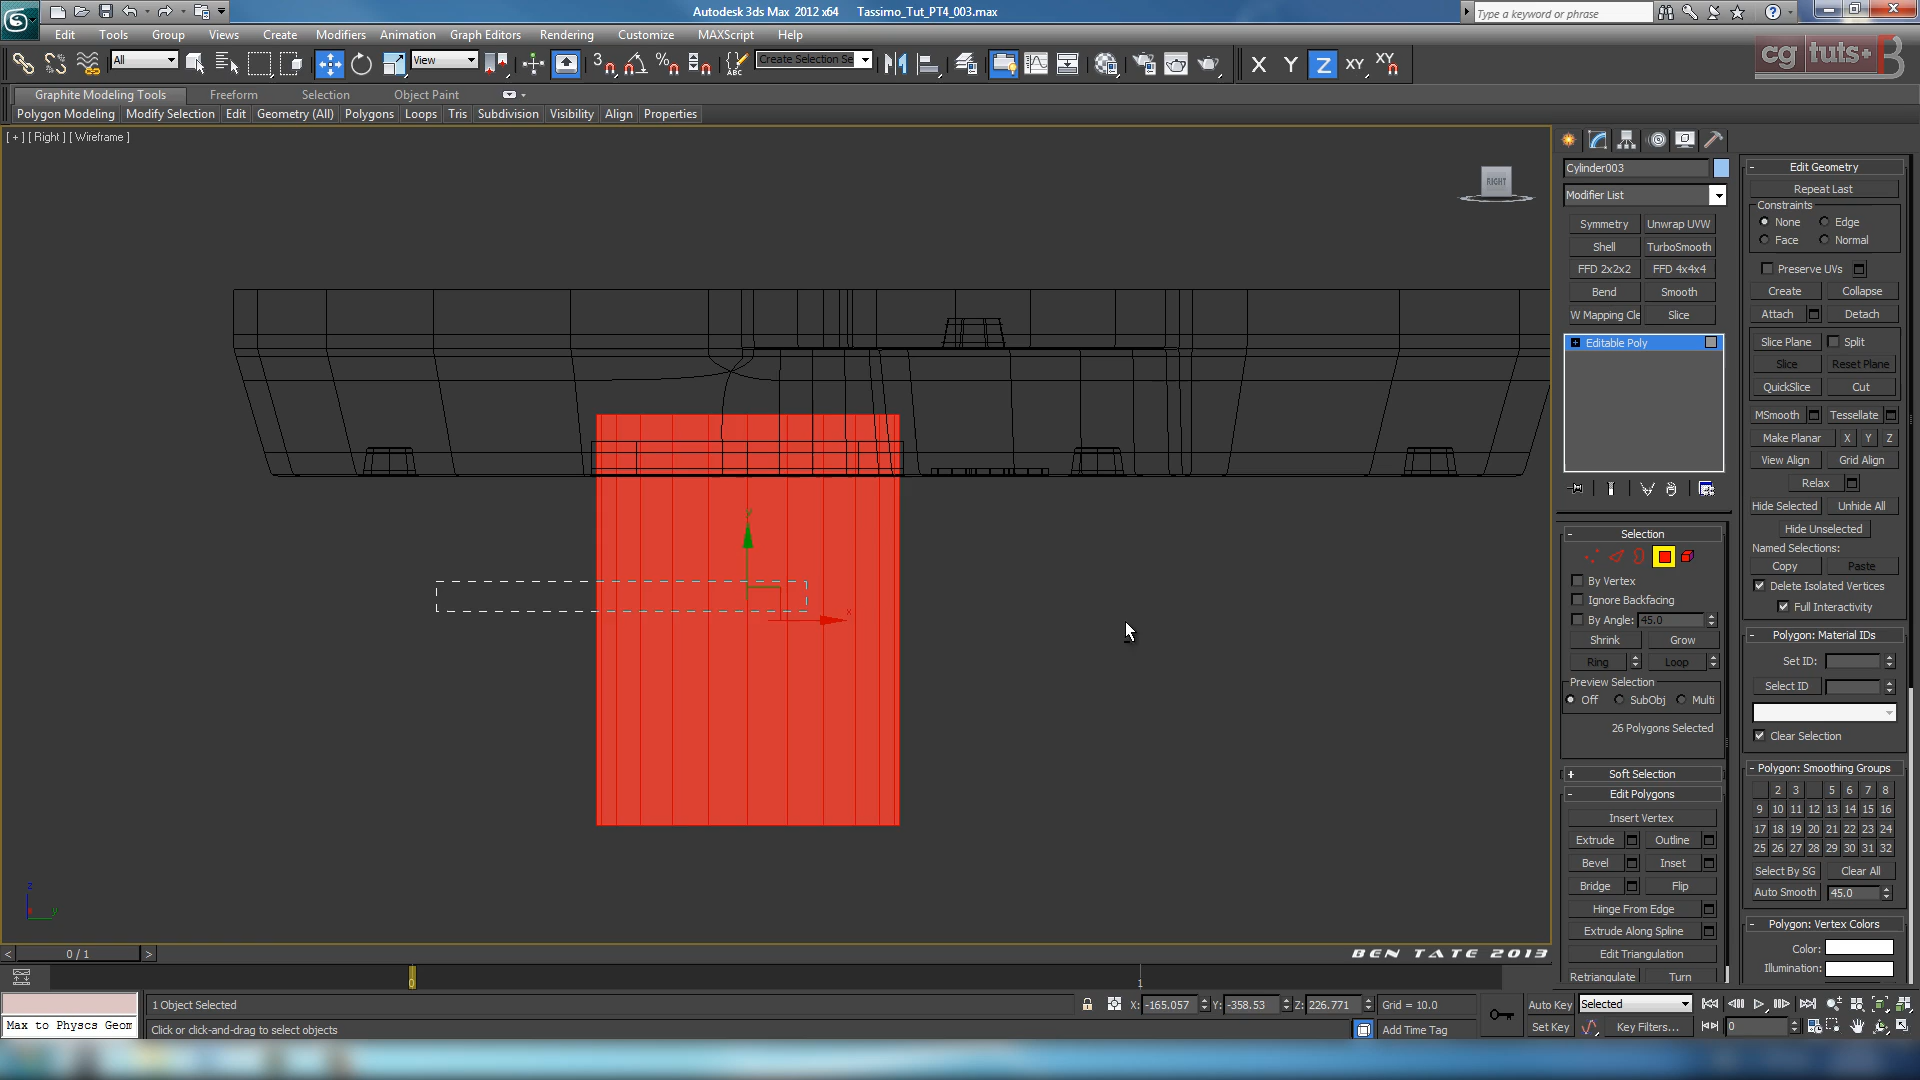 Autodesk 3ds Max 2012 x64 Tassimo_Tut_PT4_003.max
Type a keyword or phrase
Edit Tools Group Views Create Modifiers Animation Graph Editors Rendering Customize MAXScript Help
All View 3 Create Selection Se X Y Z XY XY
cg tuts+
Graphite Modeling Tools Freeform Selection Object Paint
Polygon Modeling Modify Selection Edit Geometry (All) Polygons Loops Tris Subdivision Visibility Align Properties
[ + ] [ Right ] [ Wireframe ]
RIGHT
y
x
z
y
BEN TATE 2013
Cylinder003
Modifier List
Symmetry Unwrap UVW
Shell TurboSmooth
FFD 2x2x2 FFD 4x4x4
Bend Smooth
W Mapping Cle Slice
Editable Poly
Selection
By Vertex
Ignore Backfacing
By Angle: 45.0
Shrink Grow
Ring Loop
Preview Selection
Off SubObj Multi
26 Polygons Selected
Soft Selection
Edit Polygons
Insert Vertex
Extrude Outline
Bevel Inset
Bridge Flip
Hinge From Edge
Extrude Along Spline
Edit Triangulation
Retriangulate Turn
Edit Geometry
Repeat Last
Constraints
None Edge
Face Normal
Preserve UVs
Create Collapse
Attach Detach
Slice Plane Split
Slice Reset Plane
QuickSlice Cut
MSmooth Tessellate
Make Planar X Y Z
View Align Grid Align
Relax
Hide Selected Unhide All
Hide Unselected
Named Selections:
Copy Paste
Delete Isolated Vertices
Full Interactivity
Polygon: Material IDs
Set ID:
Select ID
Clear Selection
Polygon: Smoothing Groups
2 3 5 6 7 8
9 10 11 12 13 14 15 16
17 18 19 20 21 22 23 24
25 26 27 28 29 30 31 32
Select By SG Clear All
Auto Smooth 45.0
Polygon: Vertex Colors
Color:
Illumination:
< 0 / 1 >
0 1
1 Object Selected X: -165.057 Y: -358.53 Z: 226.771 Grid = 10.0 Auto Key Selected
Max to Physcs Geom Click or click-and-drag to select objects Add Time Tag Set Key Key Filters... 0